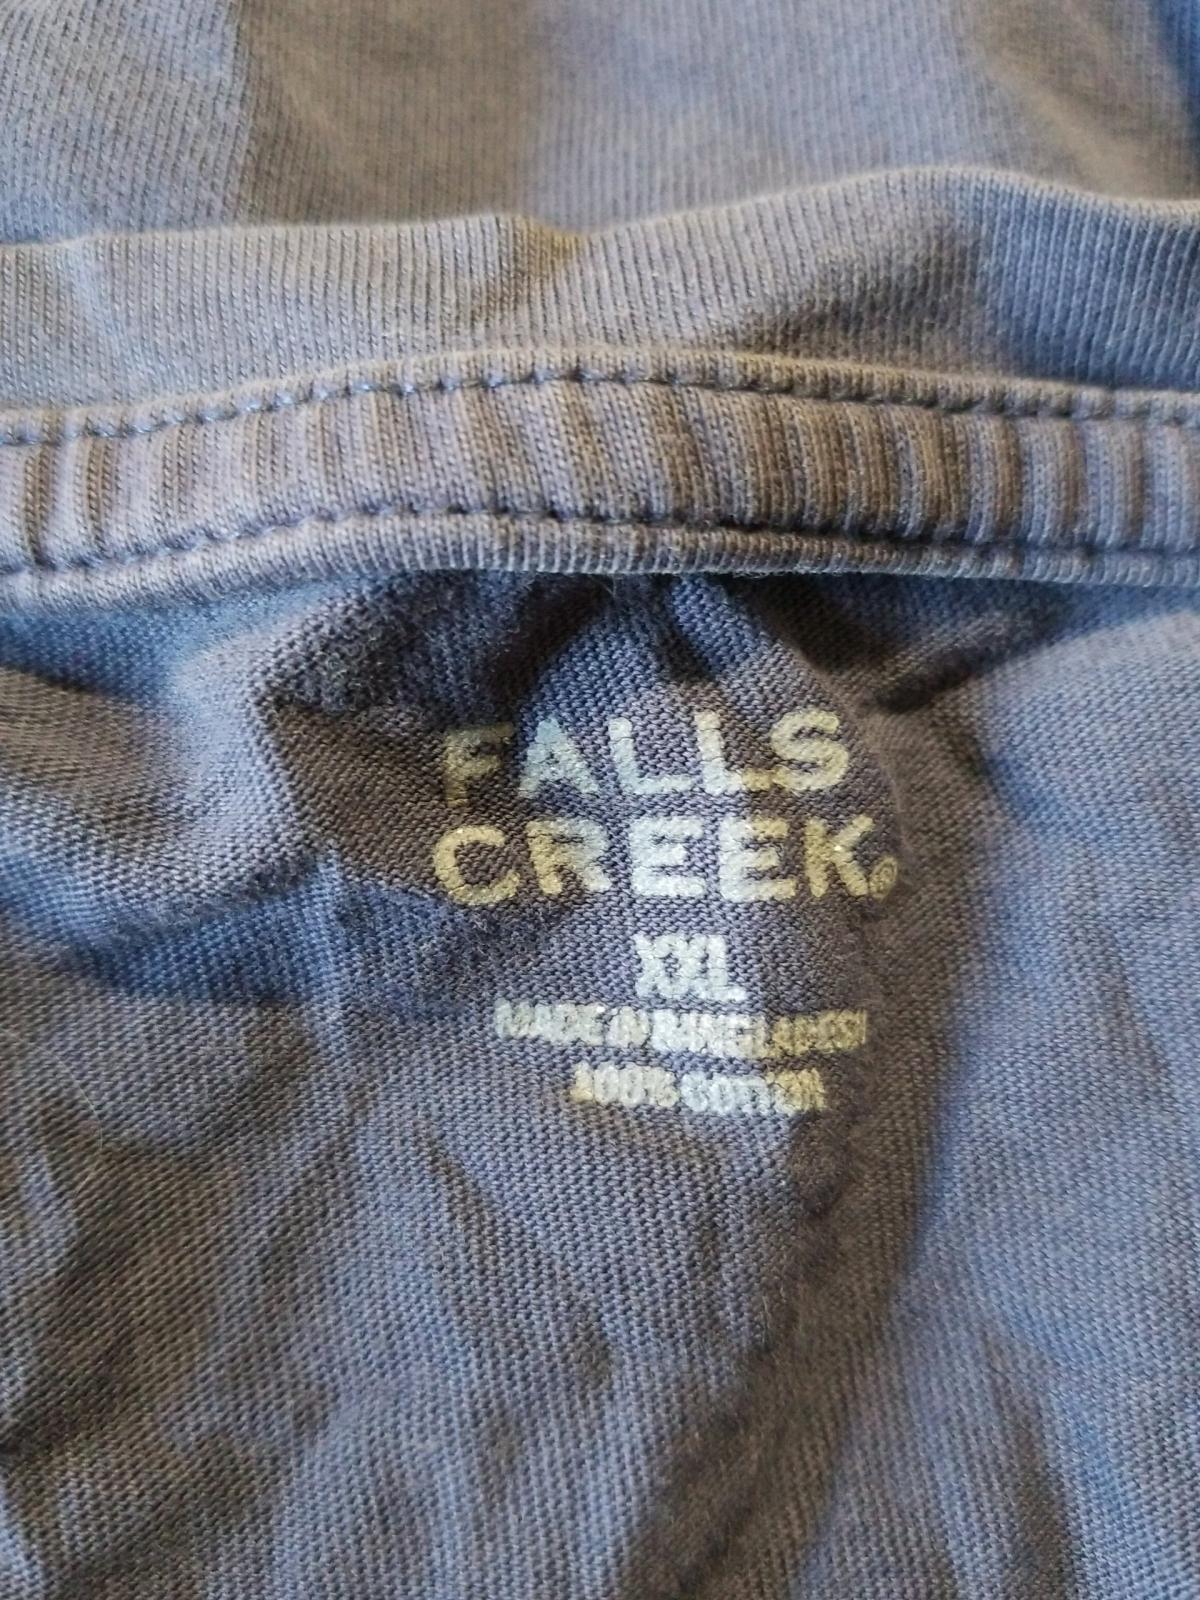 FALLS
CREEK®
XXL
MADE IN BANGLADESH
100% COTTON